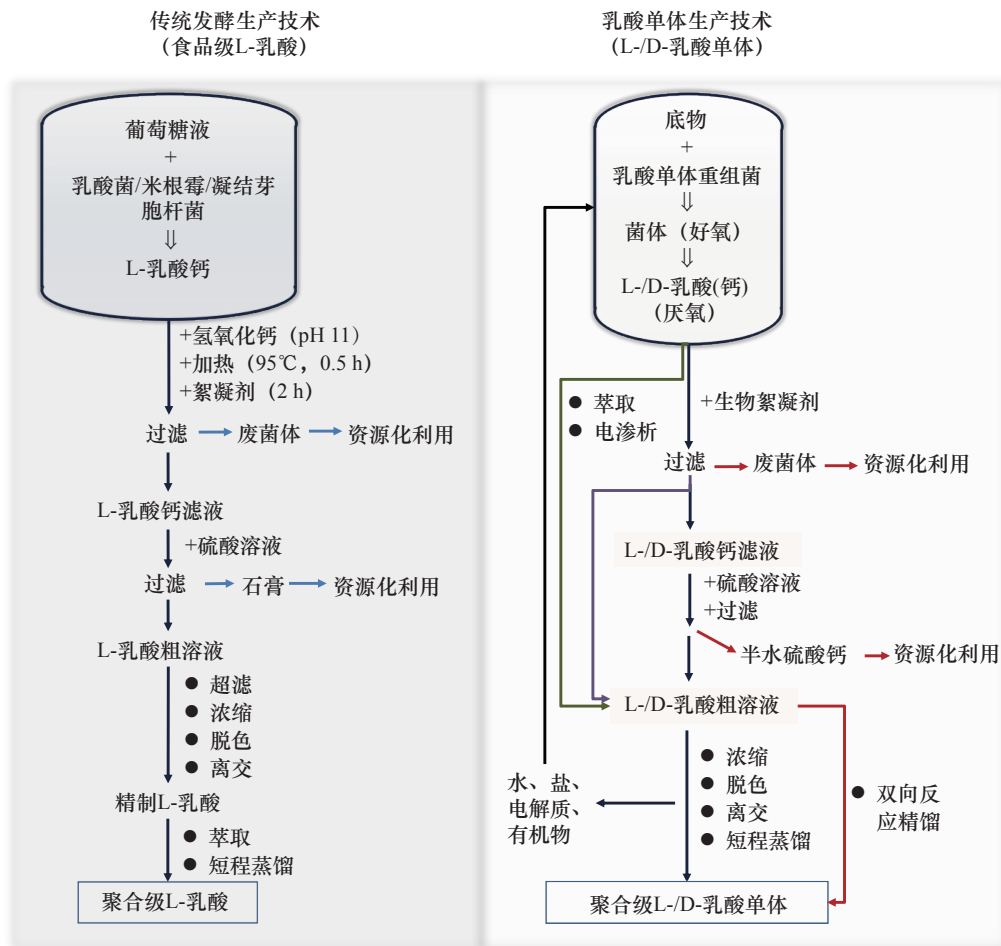 传统发酵生产技术
（食品级L-乳酸）
葡萄糖液
+
乳酸菌/米根霉/凝结芽
胞杆菌
⇓
L-乳酸钙
+氢氧化钙（pH 11）
+加热（95℃，0.5 h）
+絮凝剂（2 h）
过滤
废菌体
资源化利用
L-乳酸钙滤液
+硫酸溶液
过滤
石膏
资源化利用
L-乳酸粗溶液
● 超滤
● 浓缩
● 脱色
● 离交
精制L-乳酸
● 萃取
● 短程蒸馏
聚合级L-乳酸
乳酸单体生产技术
（L-/D-乳酸单体）
底物
+
乳酸单体重组菌
⇓
菌体（好氧）
⇓
L-/D-乳酸(钙)
（厌氧）
● 萃取
● 电渗析
+生物絮凝剂
过滤
废菌体
资源化利用
L-/D-乳酸钙滤液
+硫酸溶液
+过滤
半水硫酸钙
资源化利用
L-/D-乳酸粗溶液
● 浓缩
● 脱色
● 离交
● 短程蒸馏
水、盐、
电解质、
有机物
● 双向反
应精馏
聚合级L-/D-乳酸单体